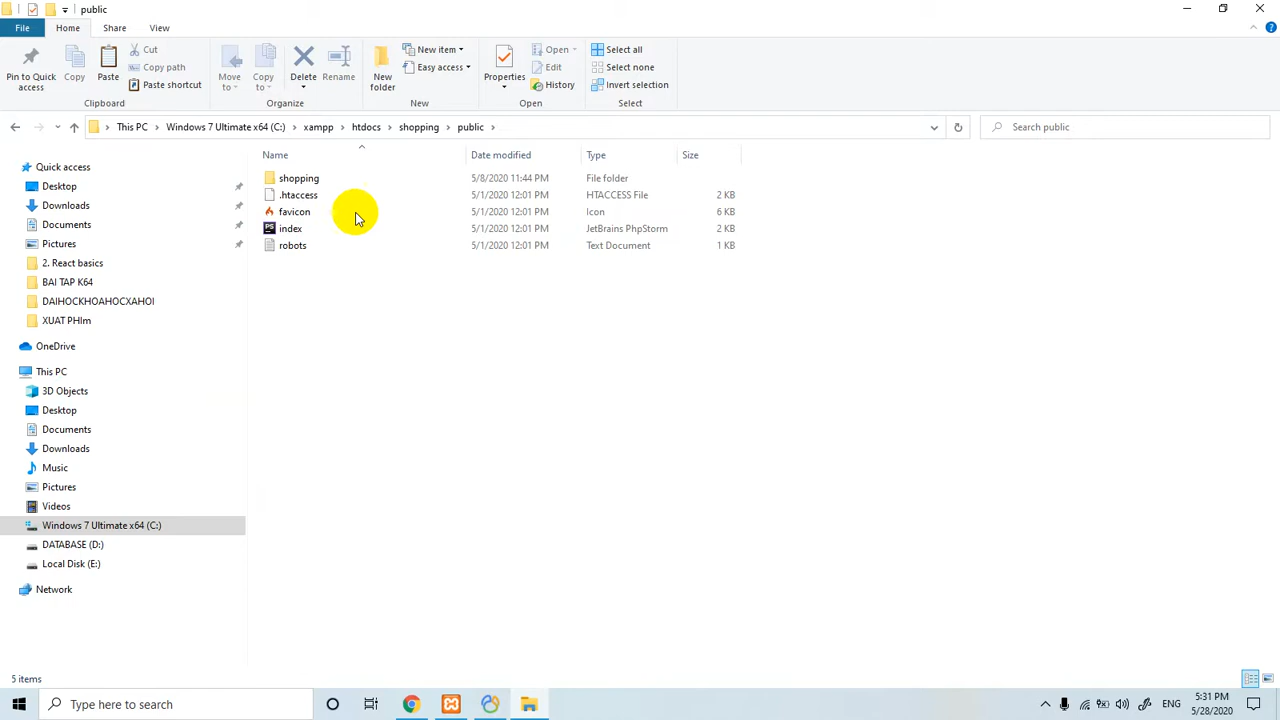 public
File
Home
Share
View
Pin to Quick access
Copy
Paste
Cut
Copy path
Paste shortcut
Clipboard
Move to
Copy to
Delete
Rename
Organize
New folder
New item
Easy access
New
Properties
Open
Edit
History
Open
Select all
Select none
Invert selection
Select
This PC
Windows 7 Ultimate x64 (C:)
xampp
htdocs
shopping
public
Search public
Name
Date modified
Type
Size
shopping 5/8/2020 11:44 PM File folder
.htaccess 5/1/2020 12:01 PM HTACCESS File 2 KB
favicon 5/1/2020 12:01 PM Icon 6 KB
index 5/1/2020 12:01 PM JetBrains PhpStorm 2 KB
robots 5/1/2020 12:01 PM Text Document 1 KB
Quick access
Desktop
Downloads
Documents
Pictures
2. React basics
BAI TAP K64
DAIHOCKHOAHOCXAHOI
XUAT PHIm
OneDrive
This PC
3D Objects
Desktop
Documents
Downloads
Music
Pictures
Videos
Windows 7 Ultimate x64 (C:)
DATABASE (D:)
Local Disk (E:)
Network
5 items
Type here to search
ENG
5:31 PM
5/28/2020